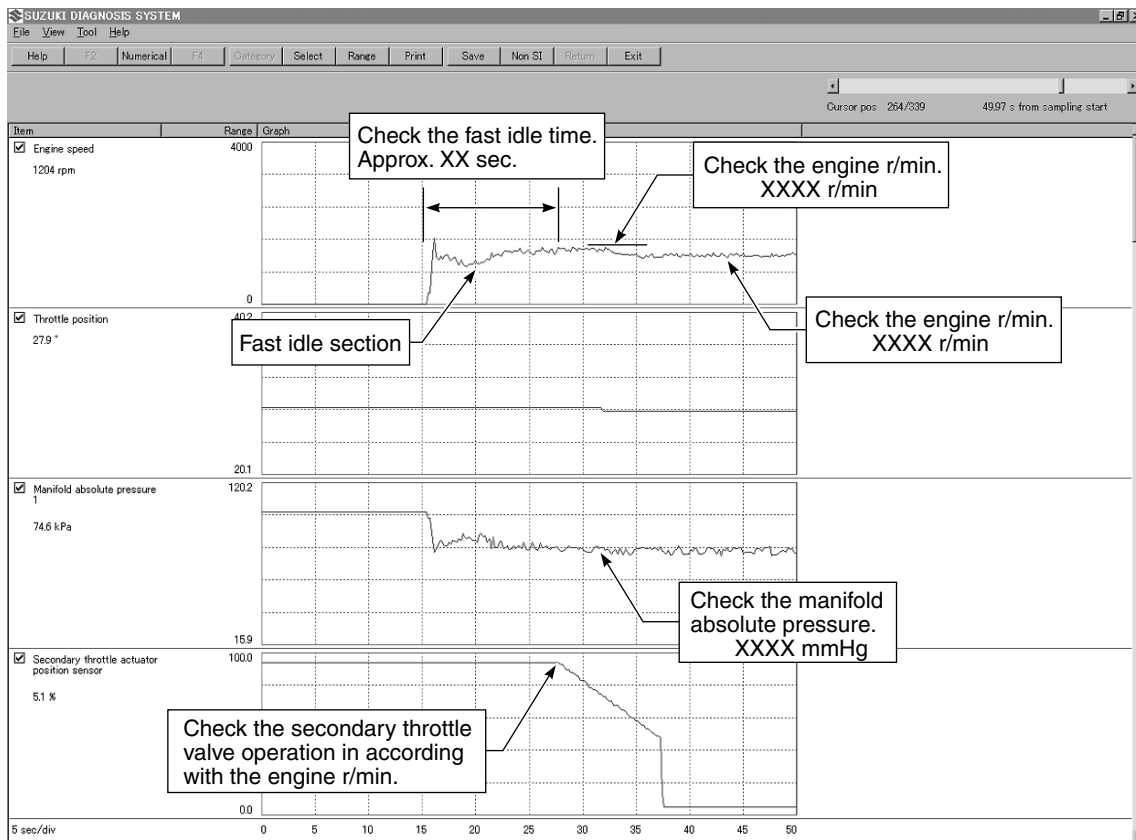 SUZUKI DIAGNOSIS SYSTEM
File View Tool Help
Help F2 Numerical F4 Category Select Range Print Save Non SI Return Exit
Cursor pos 264/339 49.97 s from sampling start
Item Range Graph
Engine speed
1204 rpm
4000
0
Check the fast idle time.
Approx. XX sec.
Check the engine r/min.
XXXX r/min
Fast idle section
Check the engine r/min.
XXXX r/min
Throttle position
27.9 °
40.2
20.1
Manifold absolute pressure
1
74.6 kPa
120.2
15.9
Check the manifold
absolute pressure.
XXXX mmHg
Secondary throttle actuator
position sensor
5.1 %
100.0
0.0
Check the secondary throttle
valve operation in according
with the engine r/min.
5 sec/div 0 5 10 15 20 25 30 35 40 45 50